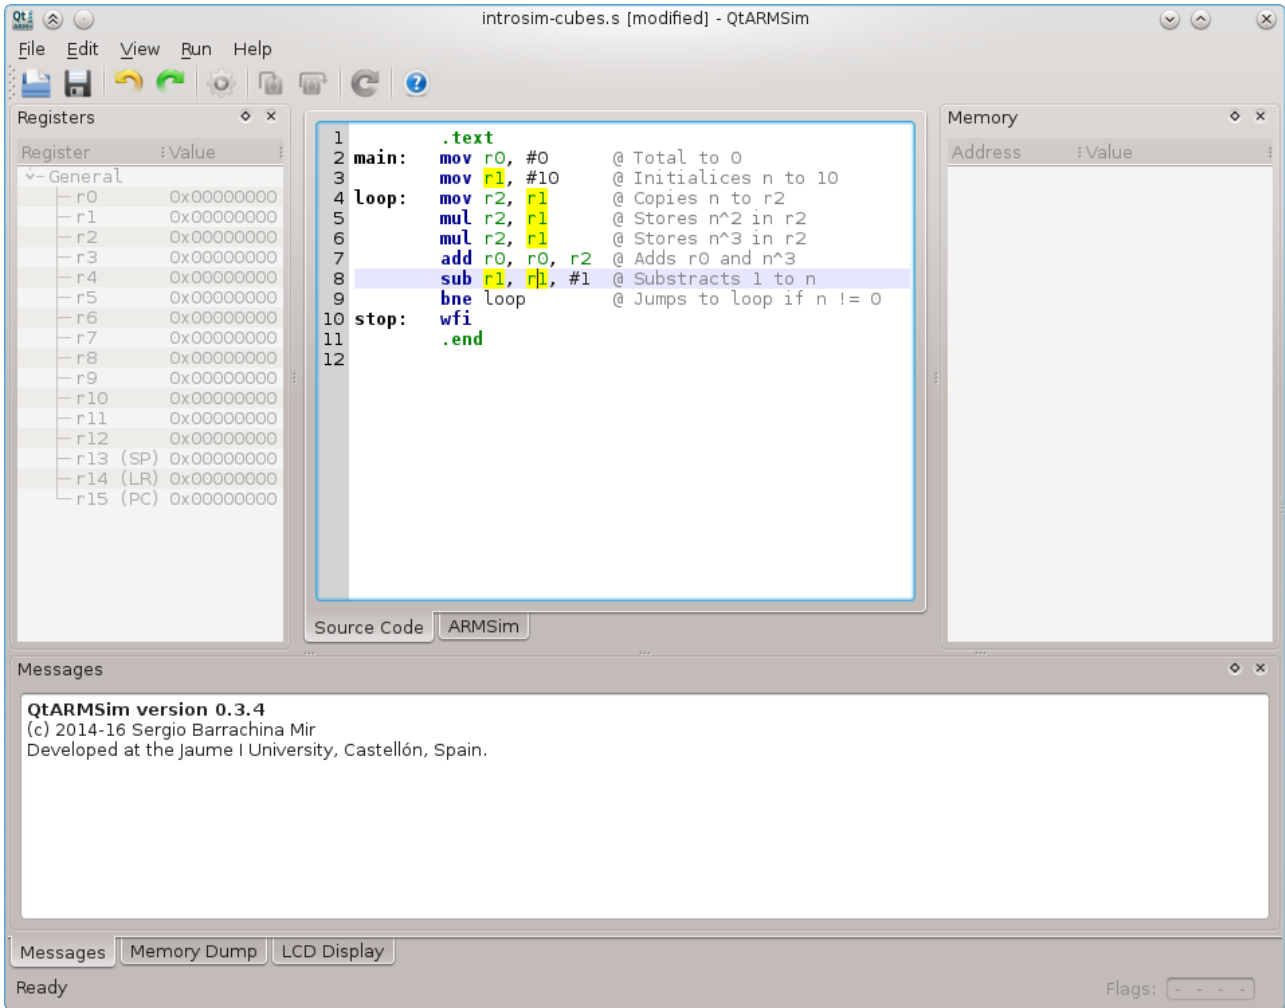 introsim-cubes.s [modified] - QtARMSim
File Edit View Run Help
Registers
Register Value
General
r0 0x00000000
r1 0x00000000
r2 0x00000000
r3 0x00000000
r4 0x00000000
r5 0x00000000
r6 0x00000000
r7 0x00000000
r8 0x00000000
r9 0x00000000
r10 0x00000000
r11 0x00000000
r12 0x00000000
r13 (SP) 0x00000000
r14 (LR) 0x00000000
r15 (PC) 0x00000000
1 .text
2 main: mov r0, #0 @ Total to 0
3 mov r1, #10 @ Initialices n to 10
4 loop: mov r2, r1 @ Copies n to r2
5 mul r2, r1 @ Stores n^2 in r2
6 mul r2, r1 @ Stores n^3 in r2
7 add r0, r0, r2 @ Adds r0 and n^3
8 sub r1, r1, #1 @ Substracts 1 to n
9 bne loop @ Jumps to loop if n != 0
10 stop: wfi
11 .end
12
Source Code ARMSim
Memory
Address Value
Messages
QtARMSim version 0.3.4
(c) 2014-16 Sergio Barrachina Mir
Developed at the Jaume I University, Castellón, Spain.
Messages Memory Dump LCD Display
Ready Flags: - - - -